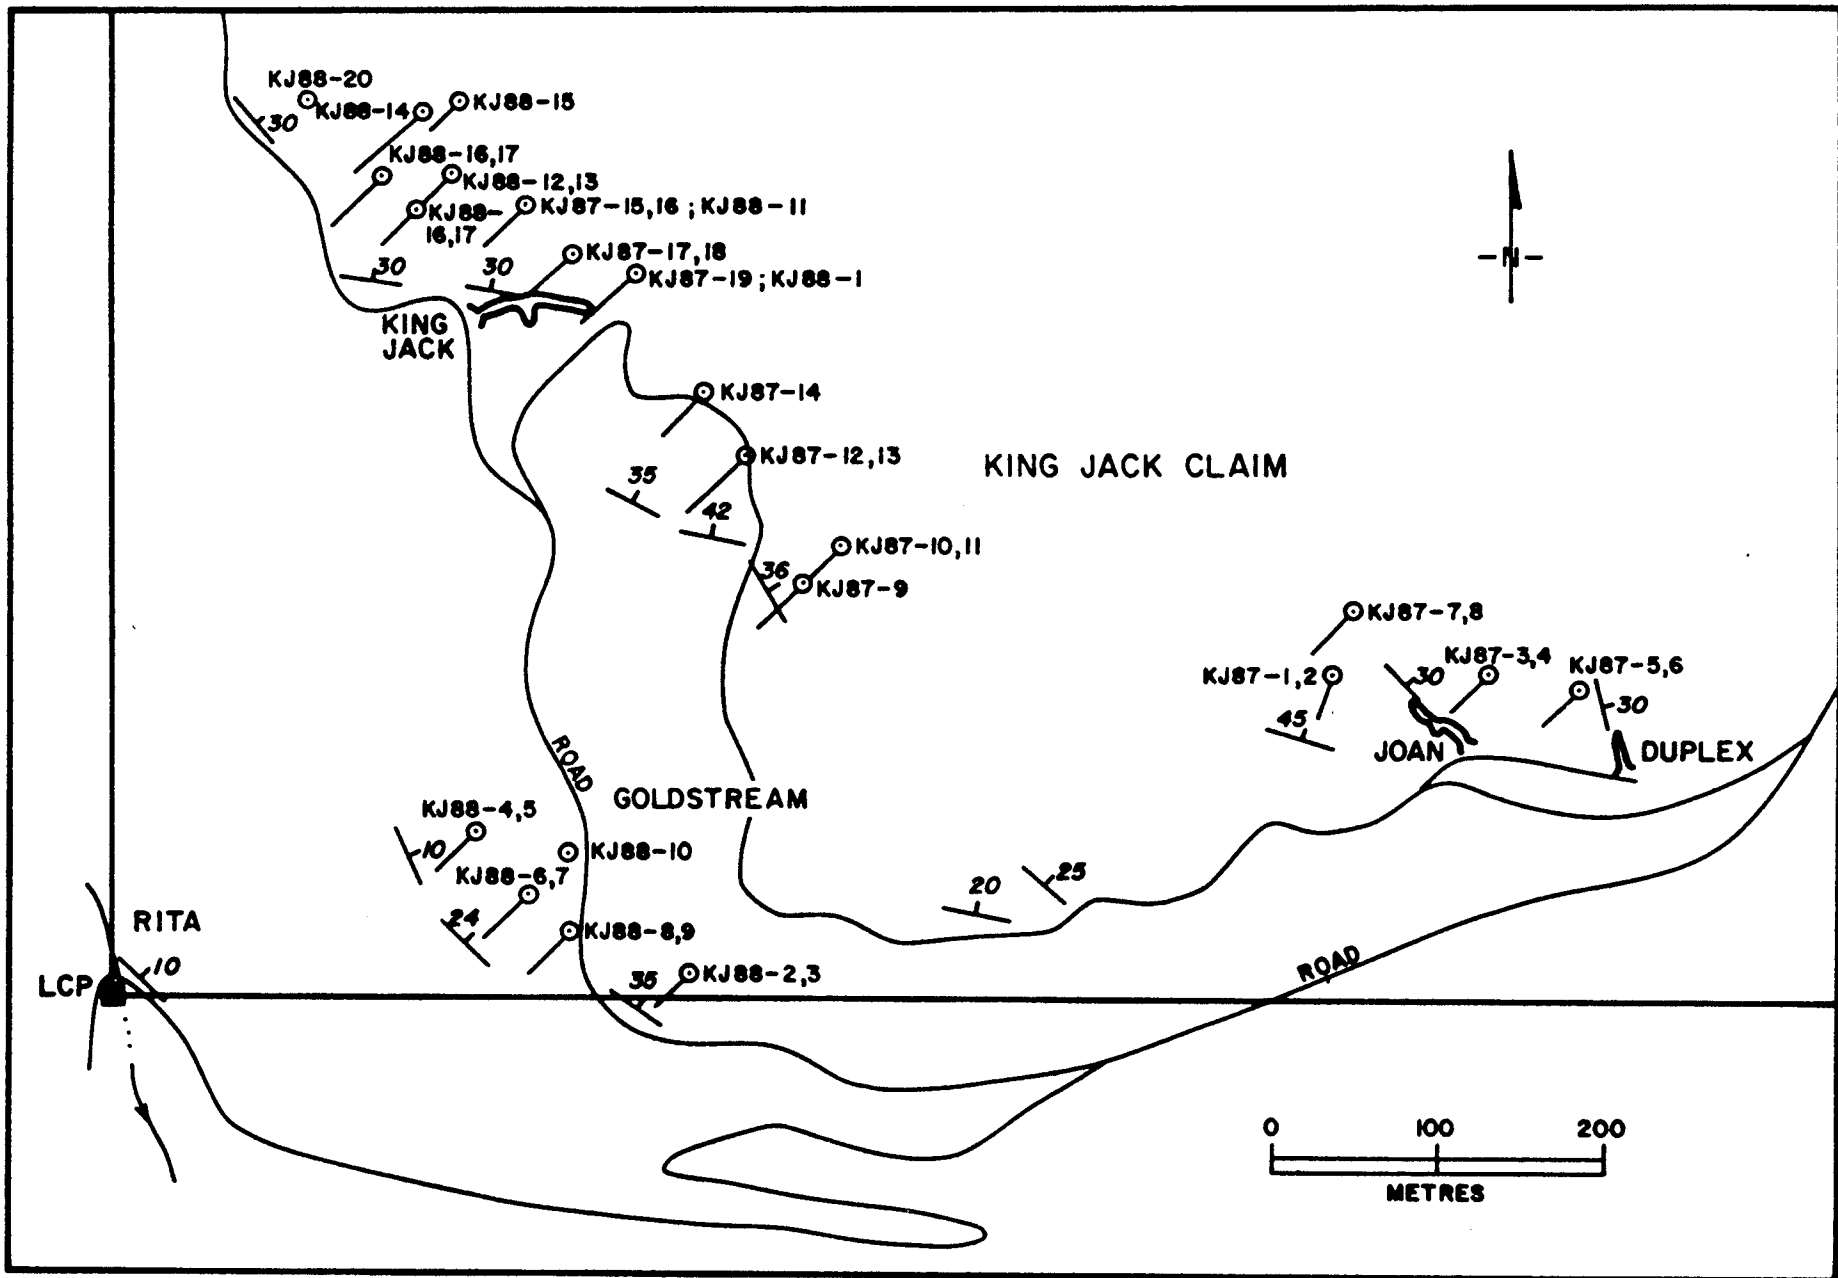 KJ88-20
KJ88-14
KJ88-15
30
KJ88-16,17
KJ88-12,13
KJ88-
16,17
KJ87-15,16 ; KJ88-11
KJ87-17,18
30
30
KJ87-19 ; KJ88-1
-N-
KING
JACK
KJ87-14
KJ87-12,13
KING JACK CLAIM
35
42
KJ87-10,11
36
KJ87-9
KJ87-7,8
KJ87-1,2
30
KJ87-3,4
KJ87-5,6
30
45
JOAN
DUPLEX
ROAD
GOLDSTREAM
KJ88-4,5
10
KJ88-10
KJ88-6,7
24
20
25
RITA
KJ88-8,9
LCP
10
35
KJ88-2,3
ROAD
0 100 200
METRES